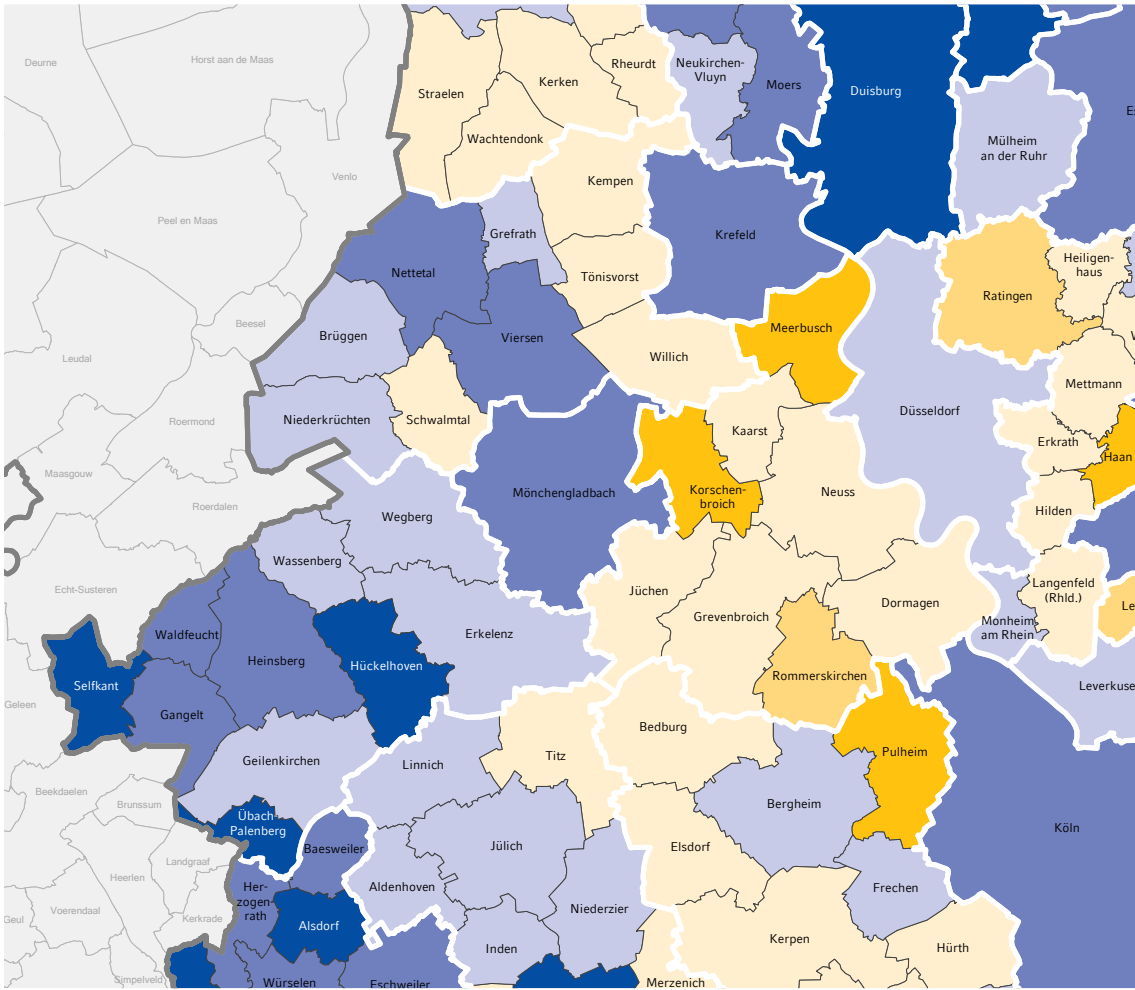 Deurne
Horst aan de Maas
Venlo
Peel en Maas
Beesel
Leudal
Roermond
Maasgouw
Roerdalen
Echt-Susteren
Geleen
Beekdaelen
Brunssum
Landgraaf
Heerlen
Voerendaal
Kerkrade
Simpelveld
Straelen
Kerken
Rheurdt
Wachtendonk
Neukirchen-
Vluyn
Moers
Duisburg
Mülheim
an der Ruhr
Kempen
Grefrath
Krefeld
Nettetal
Tönisvorst
Heiligen-
haus
Ratingen
Brüggen
Viersen
Willich
Meerbusch
Mettmann
Niederkrüchten
Schwalmtal
Kaarst
Düsseldorf
Erkrath
Haan
Mönchengladbach
Korschen-
broich
Neuss
Hilden
Wegberg
Wassenberg
Jüchen
Grevenbroich
Dormagen
Langenfeld
(Rhld.)
Le
Monheim
am Rhein
Waldfeucht
Heinsberg
Hückelhoven
Erkelenz
Rommerskirchen
Selfkant
Gangelt
Leverkuse
Bedburg
Geilenkirchen
Linnich
Titz
Pulheim
Bergheim
Übach-
Palenberg
Baesweiler
Jülich
Elsdorf
Köln
Aldenhoven
Frechen
Her-
zogen-
rath
Alsdorf
Niederzier
Inden
Kerpen
Hürth
Würselen
Eschweiler
Merzenich